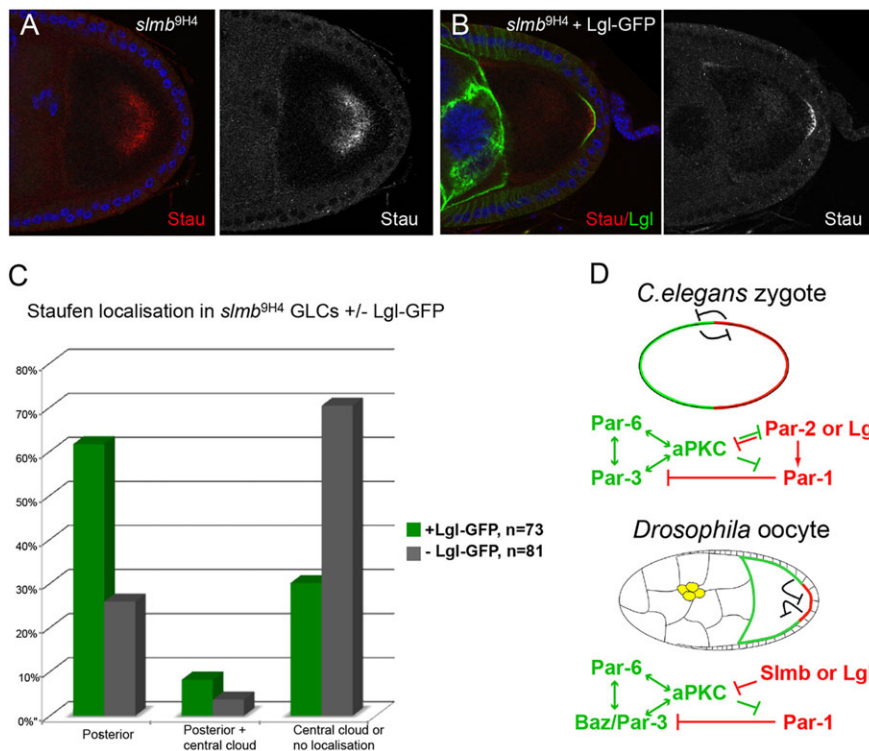 A
slmb9H4
Stau
Stau
B
slmb9H4 + Lgl-GFP
Stau/Lgl
Stau
C
Staufen localisation in slmb9H4 GLCs +/- Lgl-GFP
80%
70%
60%
50%
40%
30%
20%
10%
0%"
Posterior
Posterior +
central cloud
Central cloud or
no localisation
+Lgl-GFP, n=73
- Lgl-GFP, n=81
D
C.elegans zygote
Par-6
aPKC
Par-2 or Lg
Par-3
Par-1
Drosophila oocyte
Par-6
aPKC
Slmb or Lgl
Baz/Par-3
Par-1